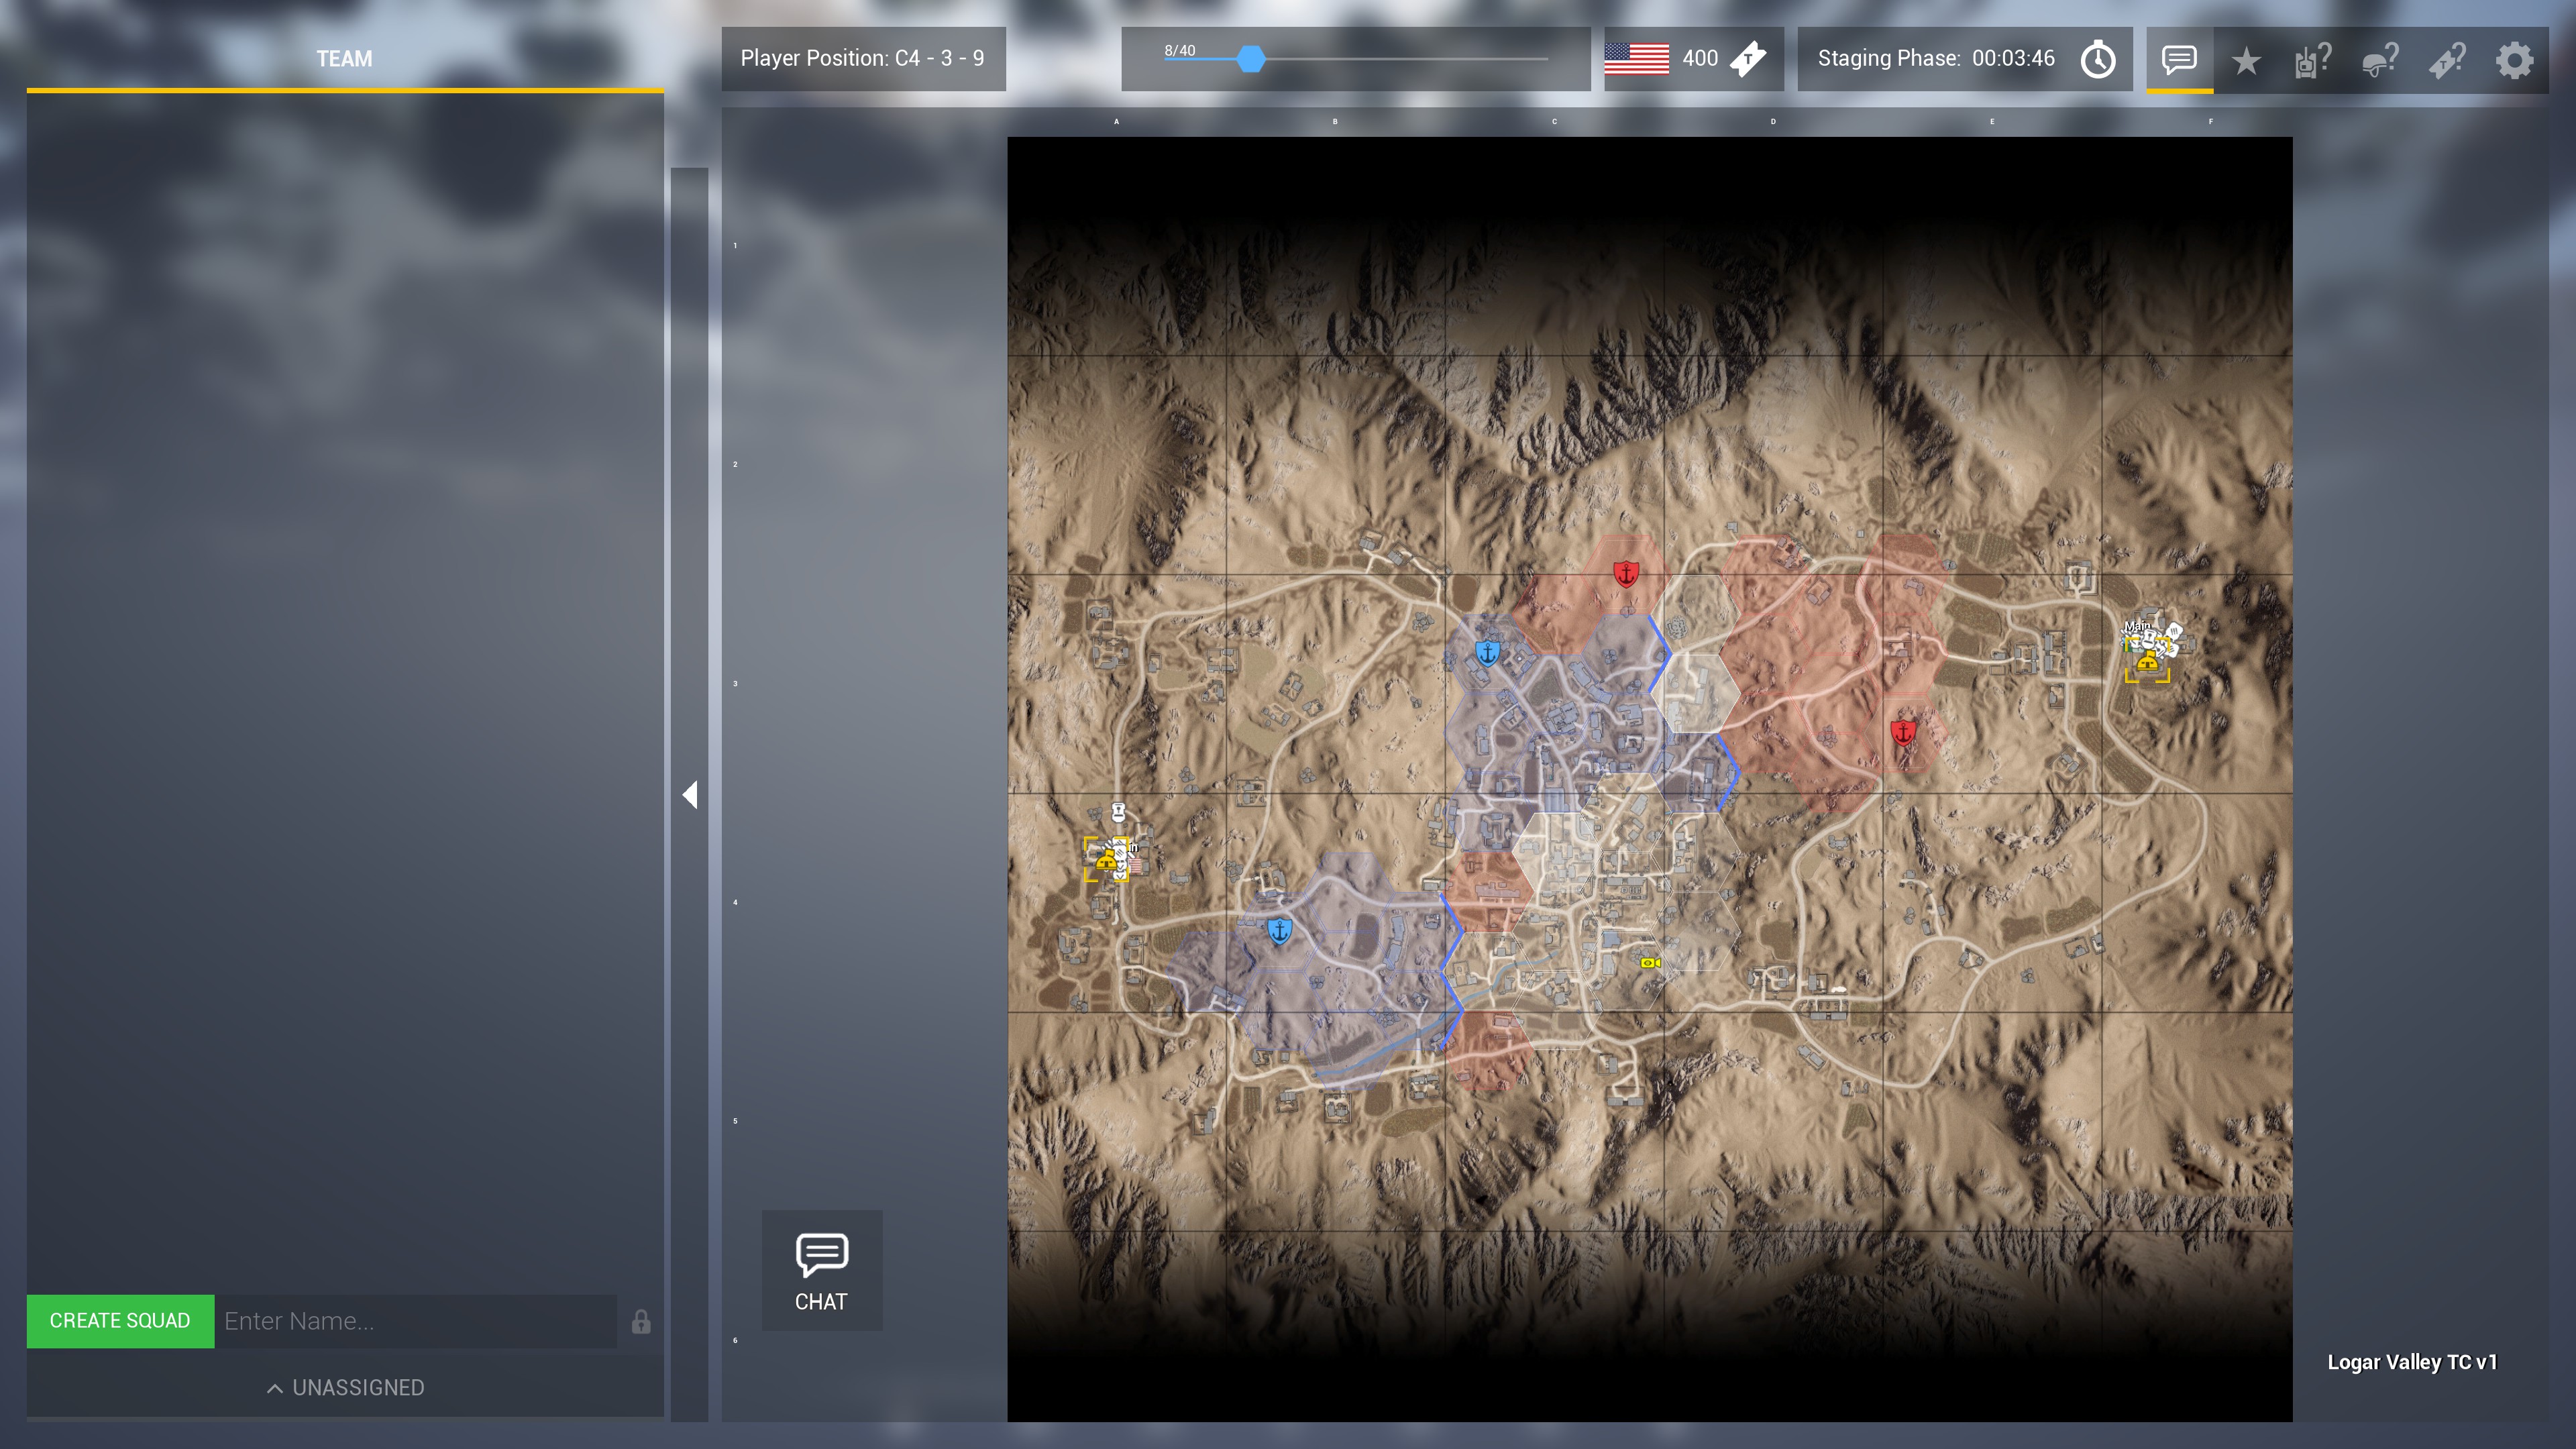 TEAM
Player Position: C4 - 3 - 9
8/40
400
Staging Phase: 00:03:46
A B C D E F
1
2
Main
3
4
5
6
CHAT
CREATE SQUAD
Enter Name...
UNASSIGNED
Logar Valley TC v1